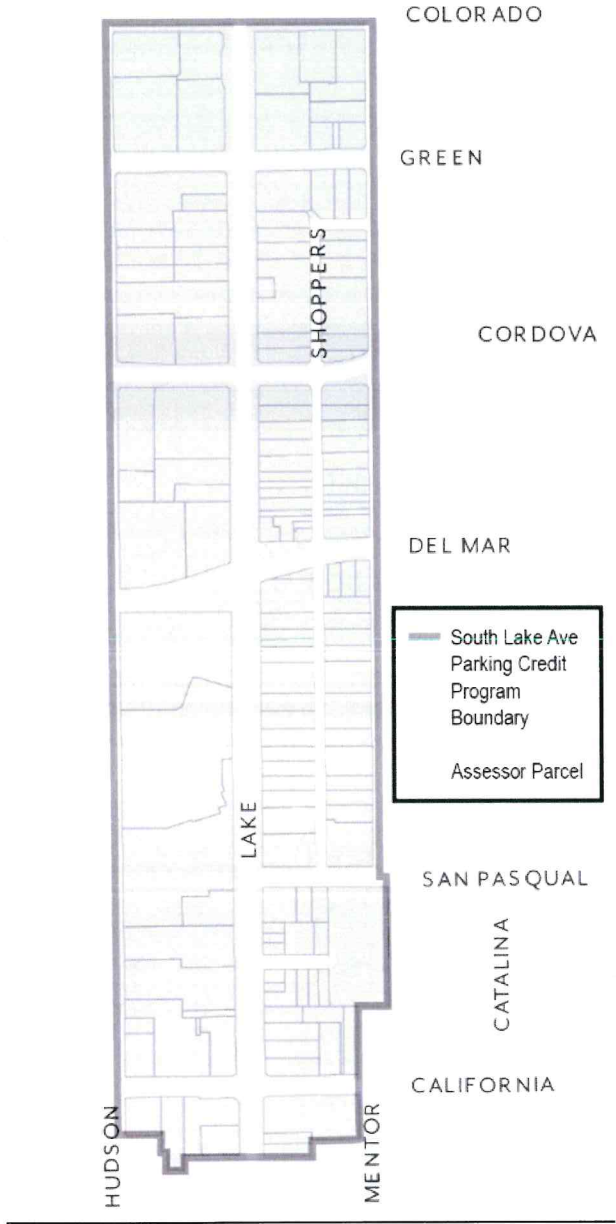 COLORADO
GREEN
SHOPPERS
CORDOVA
DEL MAR
South Lake Ave
Parking Credit
Program
Boundary
Assessor Parcel
LAKE
SAN PASQUAL
CATALINA
CALIFORNIA
HUDSON
MENTOR